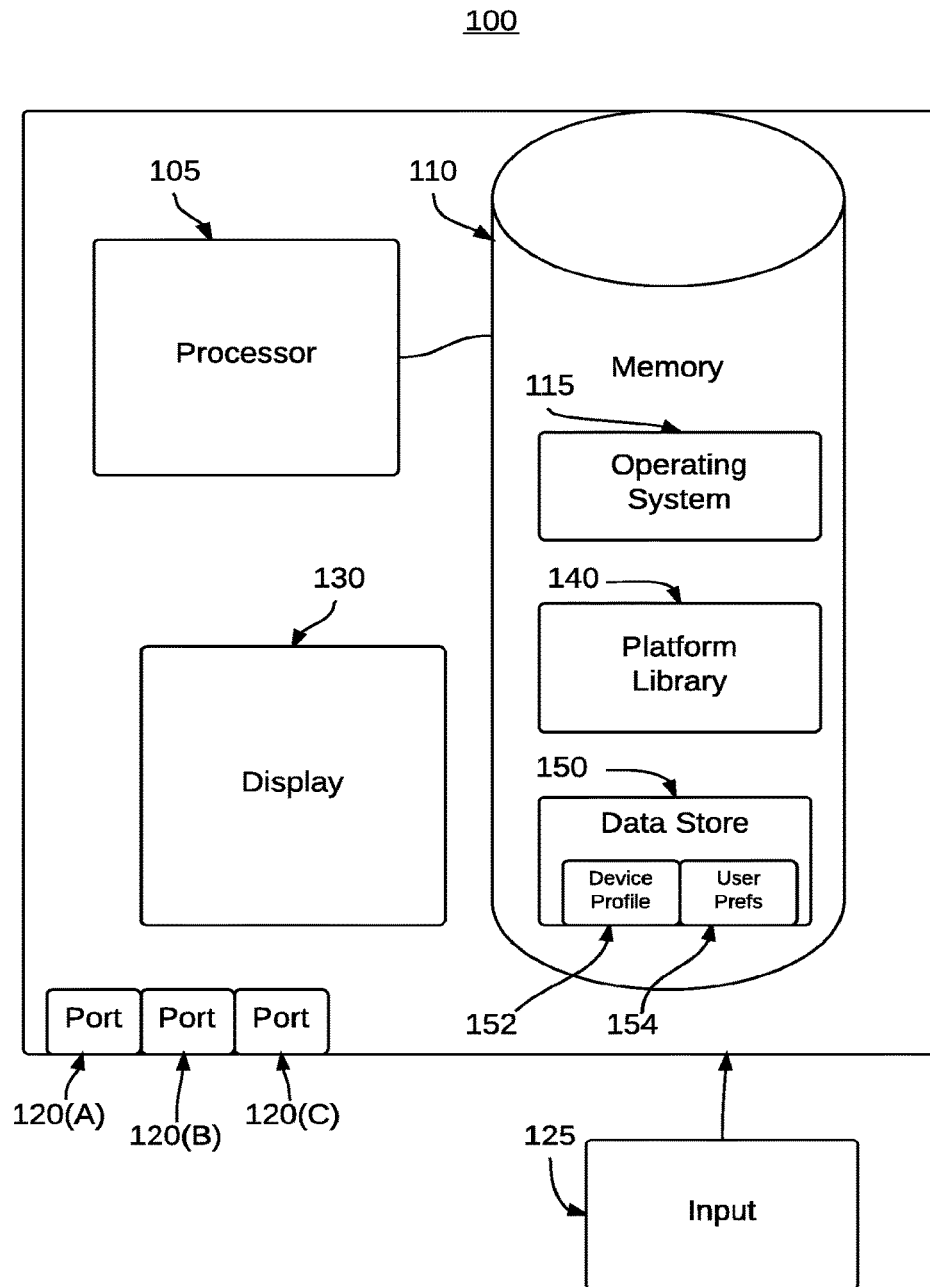 100
105
110
Processor
Memory
115
Operating
System
130
140
Platform
Library
Display
150
Data Store
Device
Profile
User
Prefs
Port
Port
Port
152
154
120(A)
120(B)
120(C)
125
Input